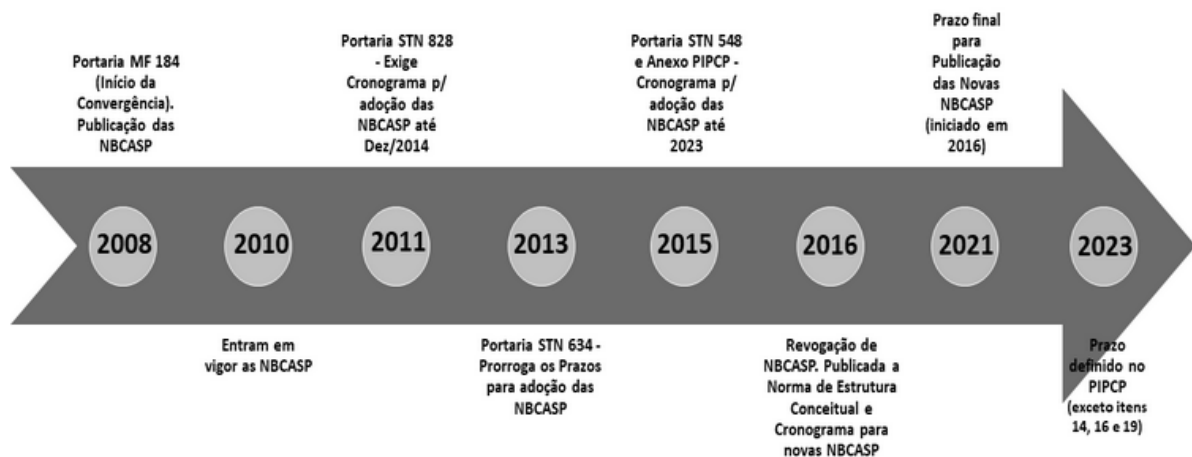 Portaria MF 184
(Início da
Convergência).
Publicação das
NBCASP
Portaria STN 828
- Exige
Cronograma p/
adoção das
NBCASP até
Dez/2014
Portaria STN 548
e Anexo PIPCP -
Cronograma p/
adoção das
NBCASP até
2023
Prazo final
para
Publicação
das Novas
NBCASP
(iniciado em
2016)
2008
2010
2011
2013
2015
2016
2021
2023
Entram em
vigor as NBCASP
Portaria STN 634 -
Prorroga os Prazos
para adoção das
NBCASP
Revogação de
NBCASP. Publicada a
Norma de Estrutura
Conceitual e
Cronograma para
novas NBCASP
Prazo
definido no
PIPCP
(exceto itens
14, 16 e 19)